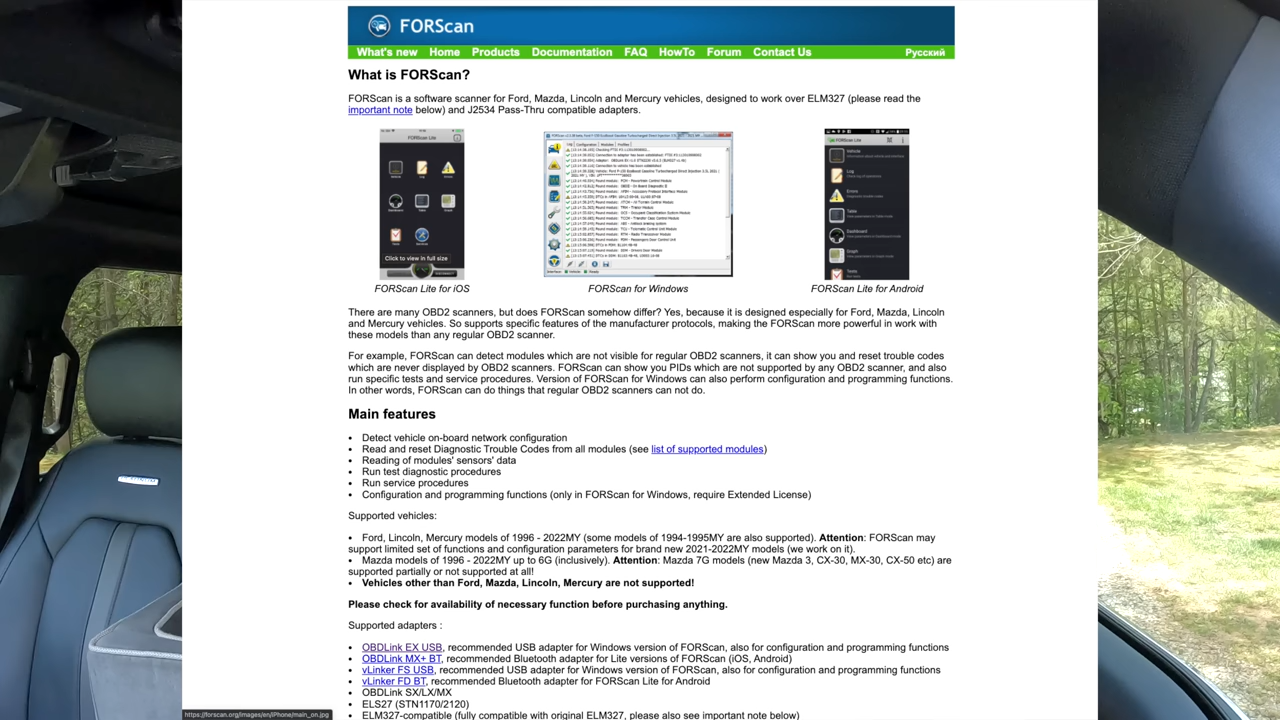 FORScan
What's new Home Products Documentation FAQ HowTo Forum Contact Us Русский
What is FORScan?
FORScan is a software scanner for Ford, Mazda, Lincoln and Mercury vehicles, designed to work over ELM327 (please read the
important note below) and J2534 Pass-Thru compatible adapters.
FORScan Lite
Click to view in full size
FORScan Lite for iOS
FORScan for Windows
FORScan Lite for Android
There are many OBD2 scanners, but does FORScan somehow differ? Yes, because it is designed especially for Ford, Mazda, Lincoln
and Mercury vehicles. So supports specific features of the manufacturer protocols, making the FORScan more powerful in work with
these models than any regular OBD2 scanner.
For example, FORScan can detect modules which are not visible for regular OBD2 scanners, it can show you and reset trouble codes
which are never displayed by OBD2 scanners. FORScan can show you PIDs which are not supported by any OBD2 scanner, and also
run specific tests and service procedures. Version of FORScan for Windows can also perform configuration and programming functions.
In other words, FORScan can do things that regular OBD2 scanners can not do.
Main features
• Detect vehicle on-board network configuration
• Read and reset Diagnostic Trouble Codes from all modules (see list of supported modules)
• Reading of modules' sensors' data
• Run test diagnostic procedures
• Run service procedures
• Configuration and programming functions (only in FORScan for Windows, require Extended License)
Supported vehicles:
• Ford, Lincoln, Mercury models of 1996 - 2022MY (some models of 1994-1995MY are also supported). Attention: FORScan may
support limited set of functions and configuration parameters for brand new 2021-2022MY models (we work on it).
• Mazda models of 1996 - 2022MY up to 6G (inclusively). Attention: Mazda 7G models (new Mazda 3, CX-30, MX-30, CX-50 etc) are
supported partially or not supported at all!
• Vehicles other than Ford, Mazda, Lincoln, Mercury are not supported!
Please check for availability of necessary function before purchasing anything.
Supported adapters :
• OBDLink EX USB, recommended USB adapter for Windows version of FORScan, also for configuration and programming functions
• OBDLink MX+ BT, recommended Bluetooth adapter for Lite versions of FORScan (iOS, Android)
• vLinker FS USB, recommended USB adapter for Windows version of FORScan, also for configuration and programming functions
• vLinker FD BT, recommended Bluetooth adapter for FORScan Lite for Android
• OBDLink SX/LX/MX
• ELS27 (STN1170/2120)
• ELM327-compatible (fully compatible with original ELM327, please also see important note below)
https://forscan.org/images/en/iPhone/main_on.jpg